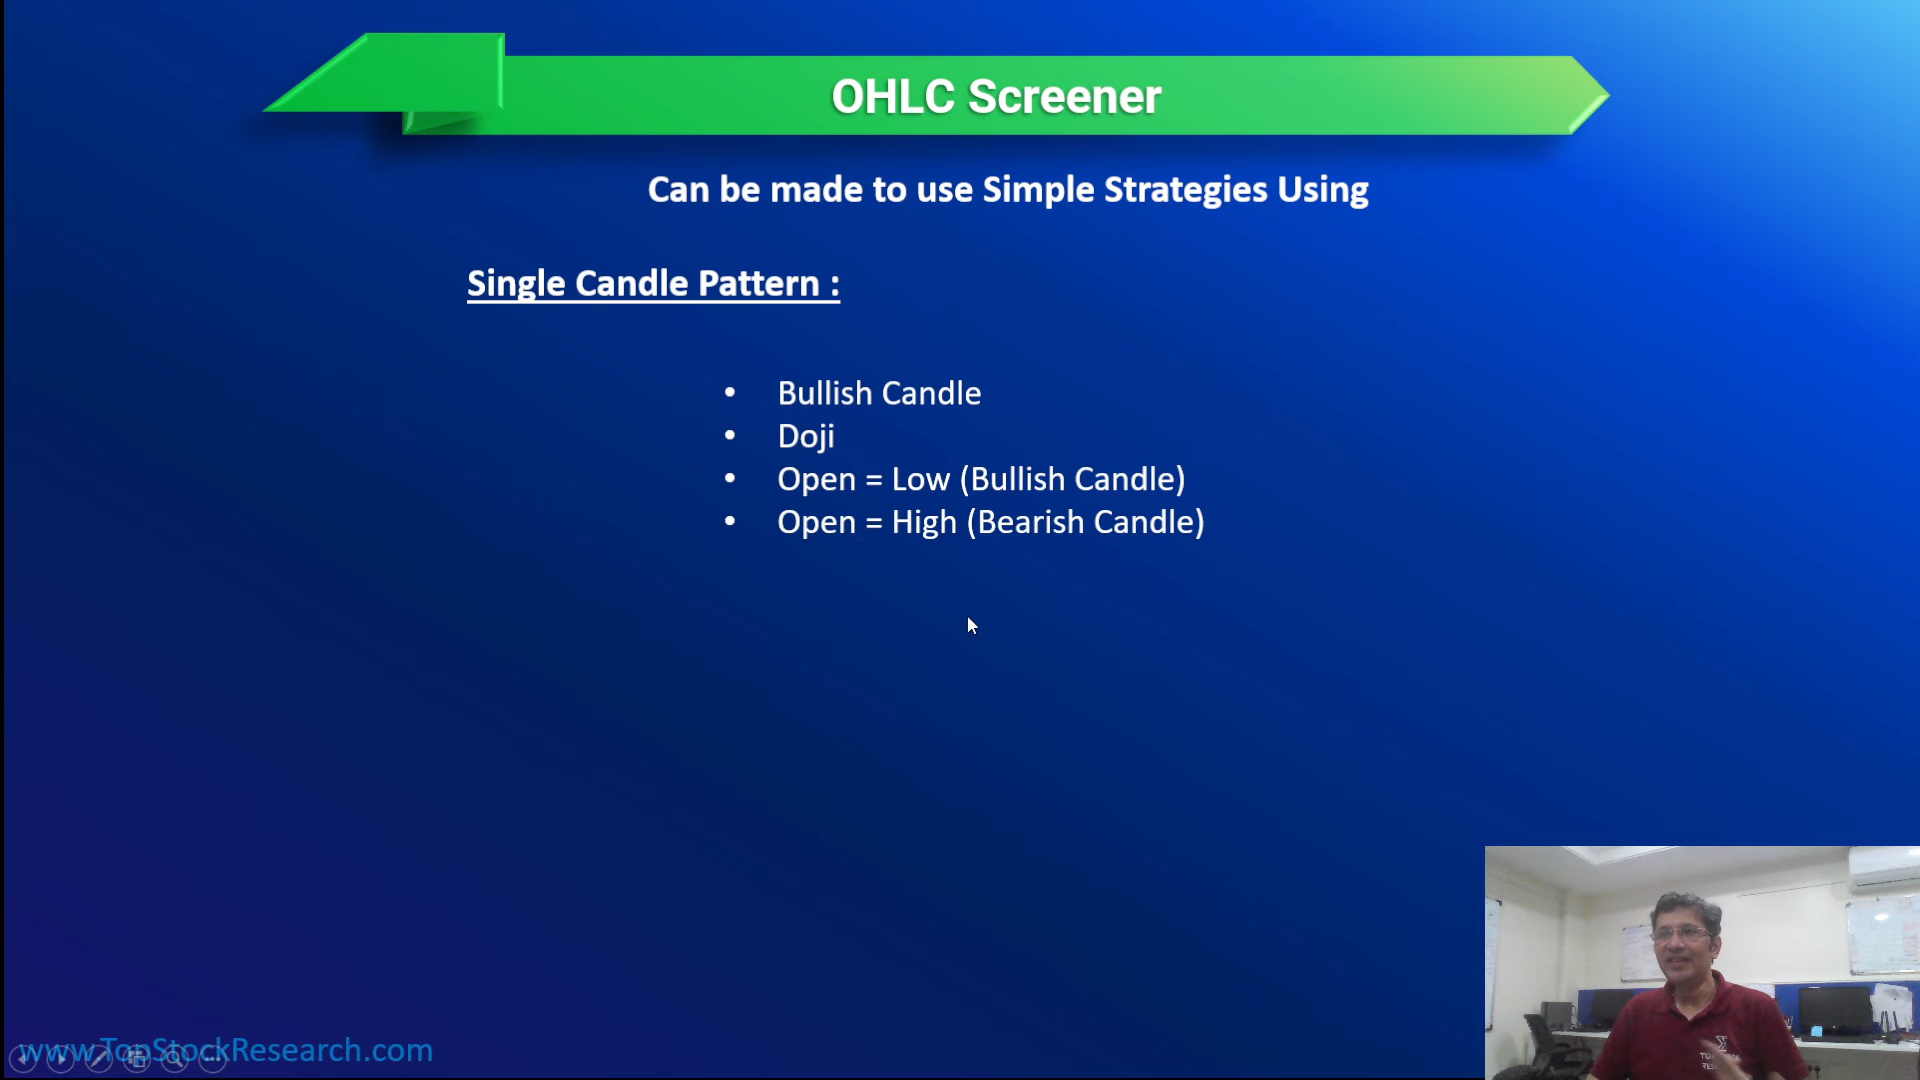 OHLC Screener
Can be made to use Simple Strategies Using
Single Candle Pattern :
• Bullish Candle
• Doji
• Open = Low (Bullish Candle)
• Open = High (Bearish Candle)
www.TopStockResearch.com